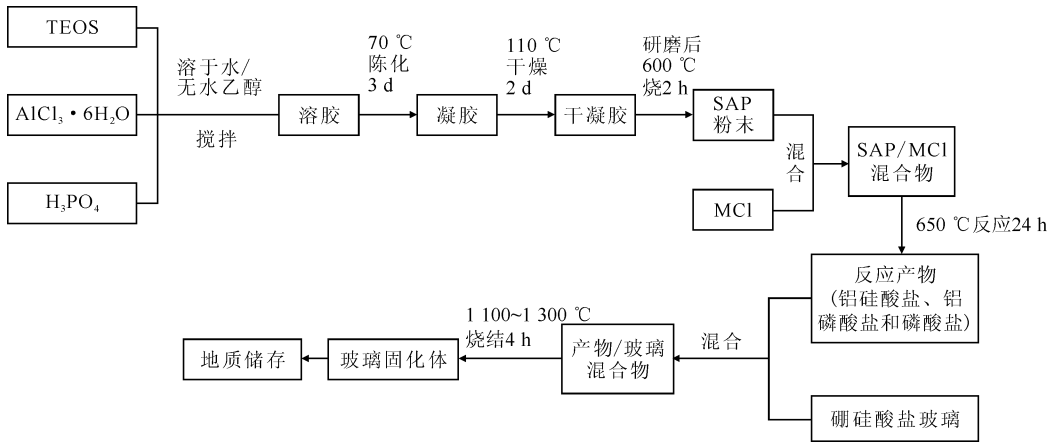 TEOS
AlCl₃·6H₂O
H₃PO₄
溶于水/
无水乙醇
搅拌
溶胶
70 ℃
陈化
3 d
凝胶
110 ℃
干燥
2 d
干凝胶
研磨后
600 ℃
烧2 h
SAP
粉末
MCl
混合
SAP/MCl
混合物
650 ℃反应24 h
反应产物
(铝硅酸盐、铝
磷酸盐和磷酸盐)
硼硅酸盐玻璃
混合
产物/玻璃
混合物
1 100~1 300 ℃
烧结4 h
玻璃固化体
地质储存